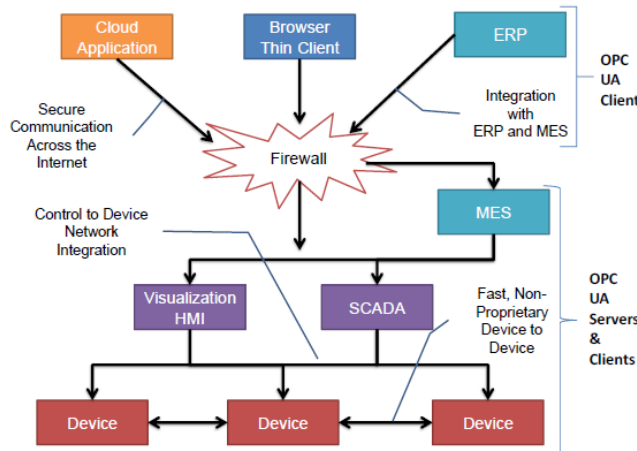 Cloud
Application
Browser
Thin Client
ERP
OPC
UA
Client
Secure
Communication
Across the
Internet
Integration
with
ERP and MES
Firewall
Control to Device
Network
Integration
MES
Visualization
HMI
SCADA
Fast, Non-
Proprietary
Device to
Device
OPC
UA
Servers
&
Clients
Device
Device
Device